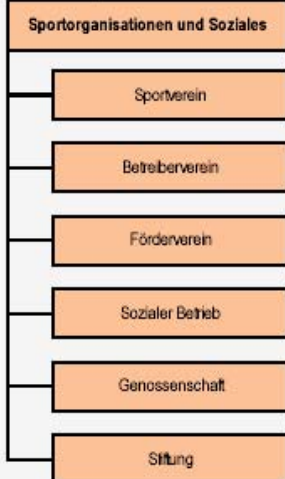 Sportorganisationen und Soziales
Sportverein
Betreiberverein
Förderverein
Sozialer Betrieb
Genossenschaft
Stiftung